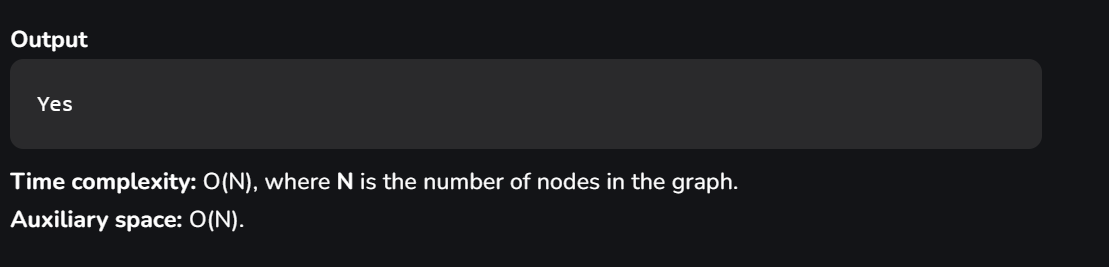 Output
Yes
Time complexity: O(N), where N is the number of nodes in the graph.
Auxiliary space: O(N).